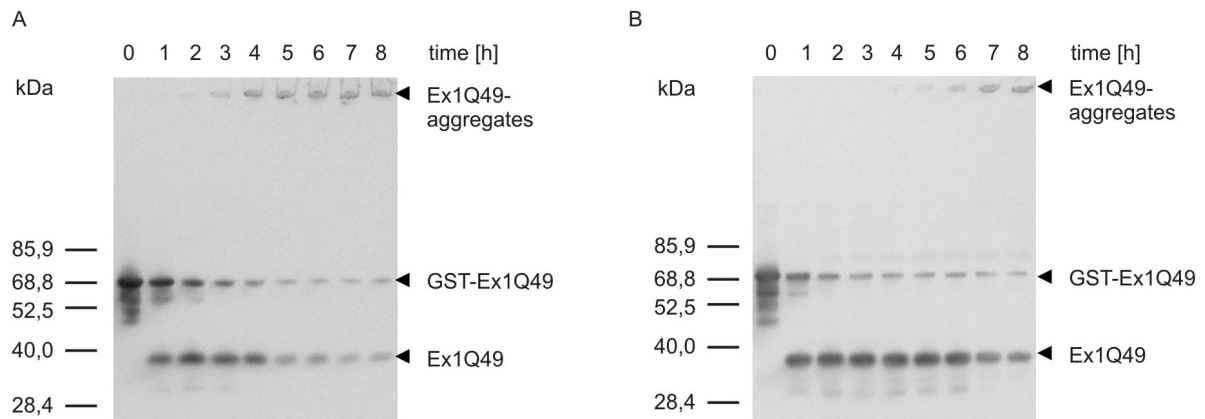 A
0 1 2 3 4 5 6 7 8 time [h]
kDa
Ex1Q49-
aggregates
85,9
68,8
GST-Ex1Q49
52,5
40,0
Ex1Q49
28,4
B
0 1 2 3 4 5 6 7 8 time [h]
kDa
Ex1Q49-
aggregates
85,9
68,8
GST-Ex1Q49
52,5
40,0
Ex1Q49
28,4